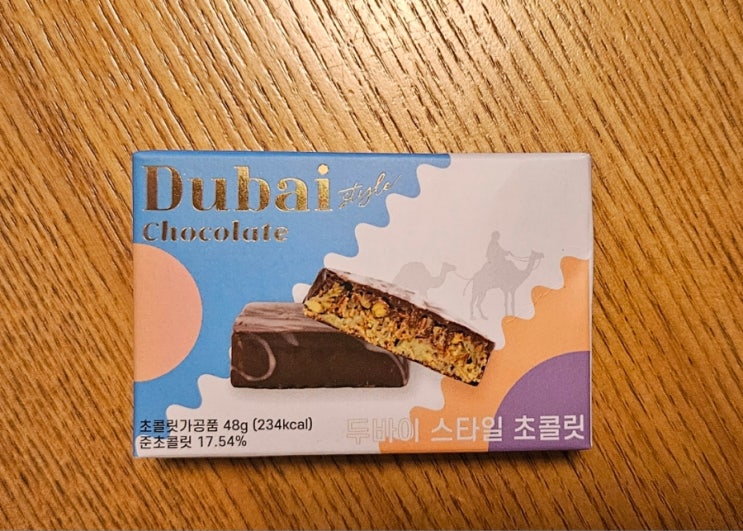 Dubai style
Chocolate
초콜릿가공품 48g (234kcal)
준초콜릿 17.54%
두바이 스타일 초콜릿